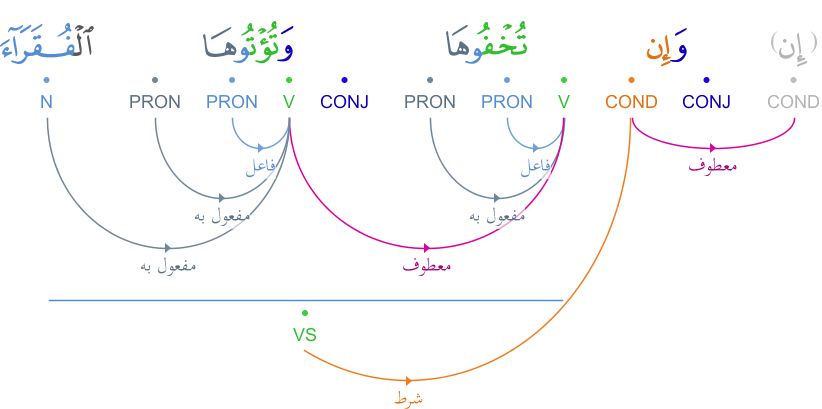 (إِن) وَإِن تُخْفُوهَا وَتُؤْتُوهَا ٱلْفُقَرَآءَ
COND CONJ COND V PRON PRON CONJ V PRON PRON N
معطوف فاعل فاعل
مفعول به مفعول به
معطوف مفعول به
VS
شرط